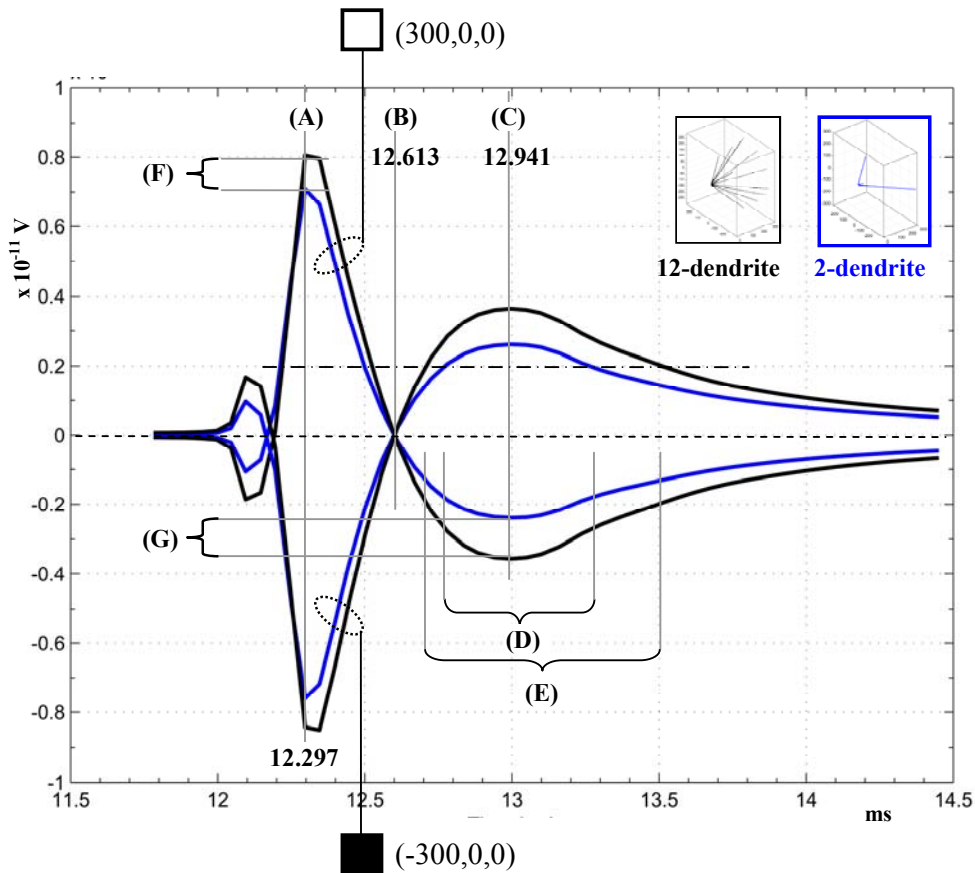 (300,0,0)
1
0.8
0.6
0.4
0.2
0
-0.2
-0.4
-0.6
-0.8
-1
x 10⁻¹¹ V
(A)
(B)
(C)
12.613
12.941
(F)
12-dendrite
2-dendrite
(G)
(D)
(E)
12.297
11.5
12
12.5
13
13.5
14
14.5
ms
(-300,0,0)